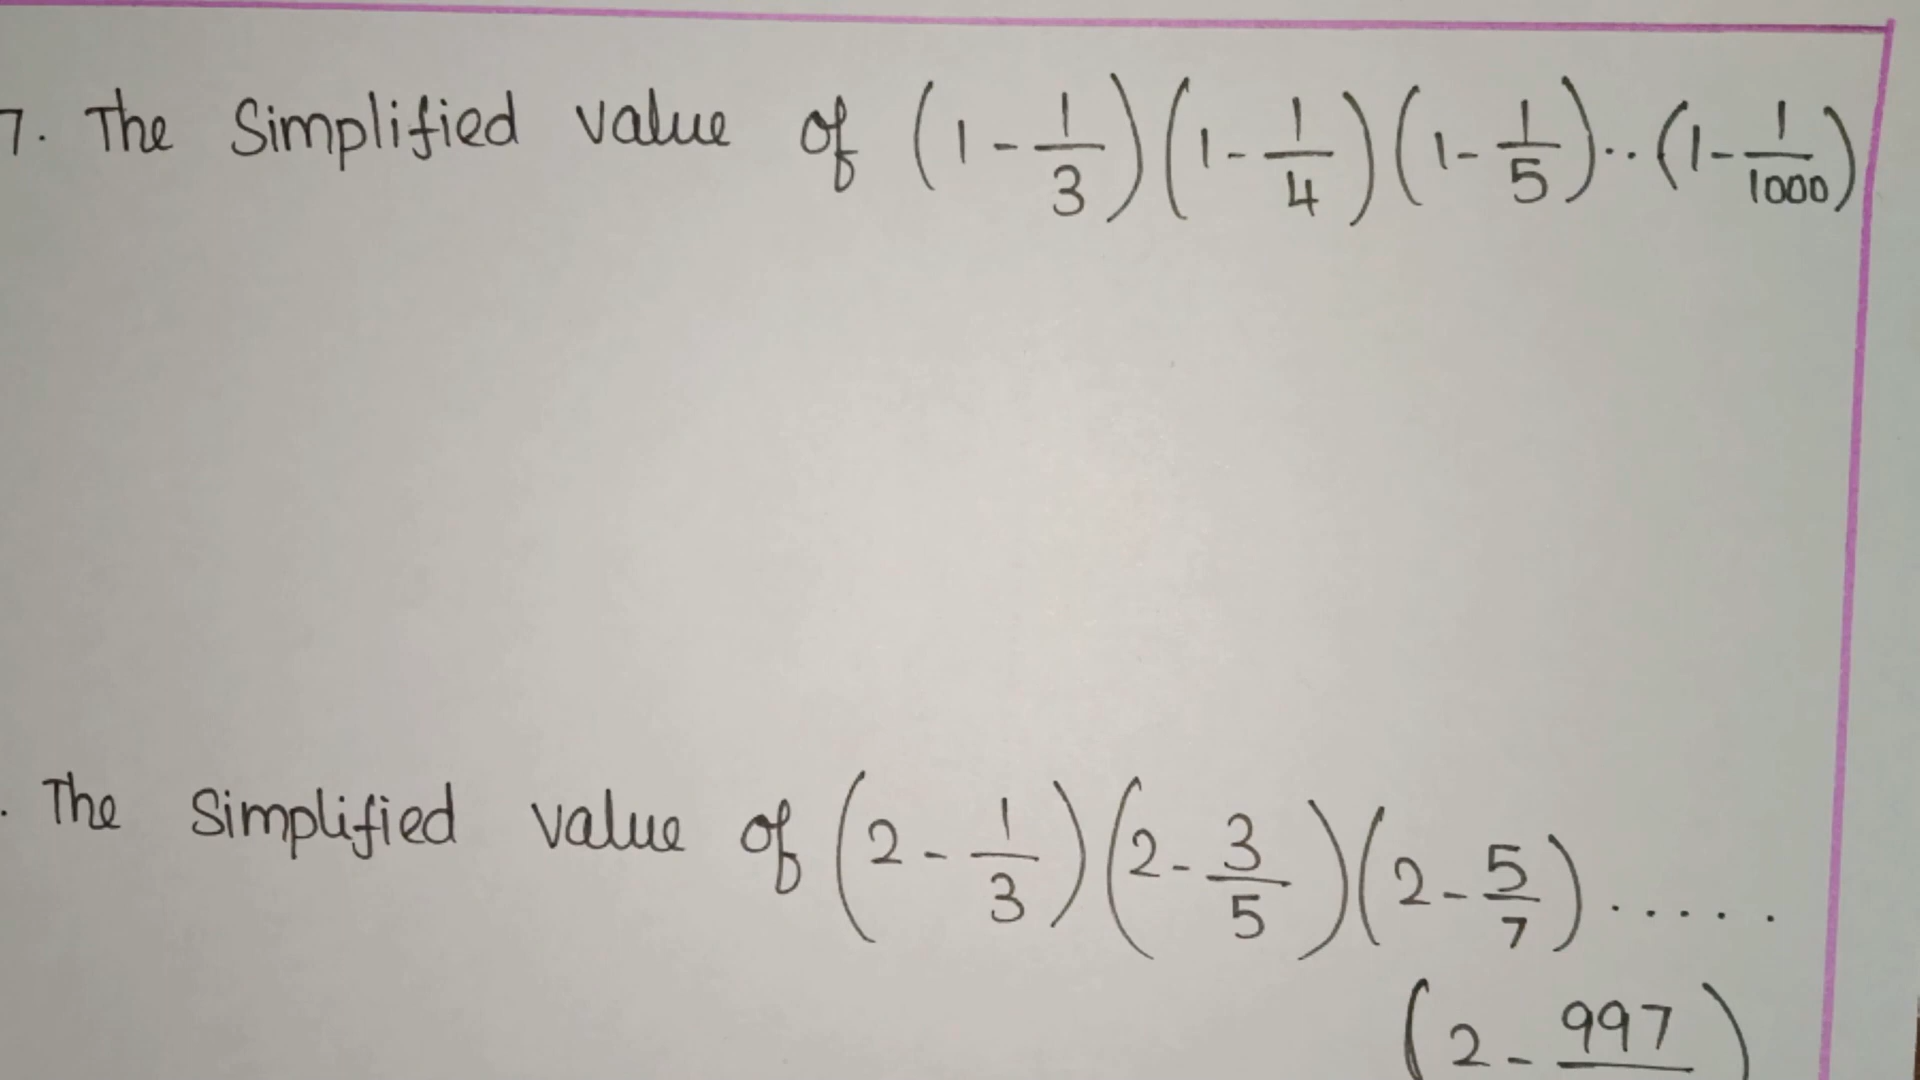 7. The Simplified value of (1 - 1/3)(1 - 1/4)(1 - 1/5)..(1 - 1/1000)
. The Simplified value of (2 - 1/3)(2 - 3/5)(2 - 5/7).....
(2 - 997